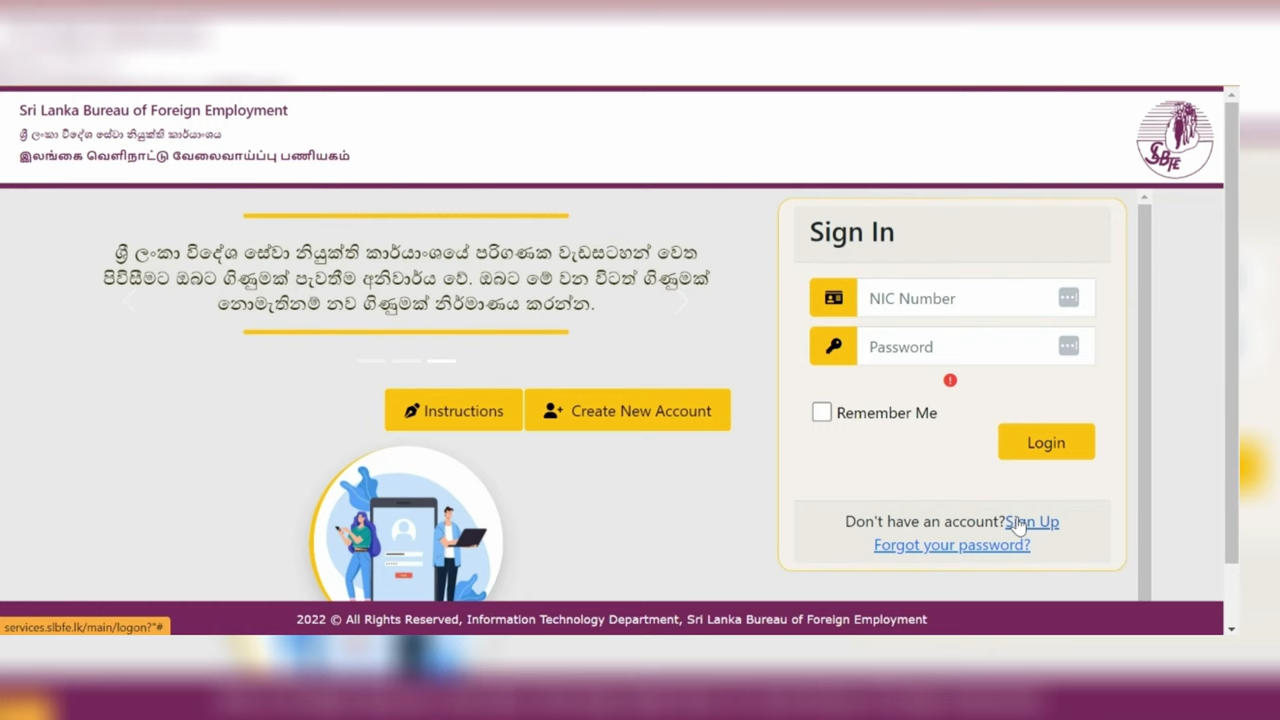 Sri Lanka Bureau of Foreign Employment
ශ්‍රී ලංකා විදේශ සේවා නියුක්ති කාර්යාංශය
இலங்கை வெளிநாட்டு வேலைவாய்ப்பு பணியகம்
SLBFE
ශ්‍රී ලංකා විදේශ සේවා නියුක්ති කාර්යාංශයේ පරිගණක වැඩසටහන් වෙත
පිවිසීමට ඔබට ගිණුමක් පැවතීම අනිවාර්ය වේ. ඔබට මේ වන විටත් ගිණුමක්
නොමැතිනම් නව ගිණුමක් නිර්මාණය කරන්න.
Instructions
Create New Account
Sign In
NIC Number
Password
Remember Me
Login
Don't have an account?Sign Up
Forgot your password?
2022 © All Rights Reserved, Information Technology Department, Sri Lanka Bureau of Foreign Employment
services.slbfe.lk/main/logon?"#